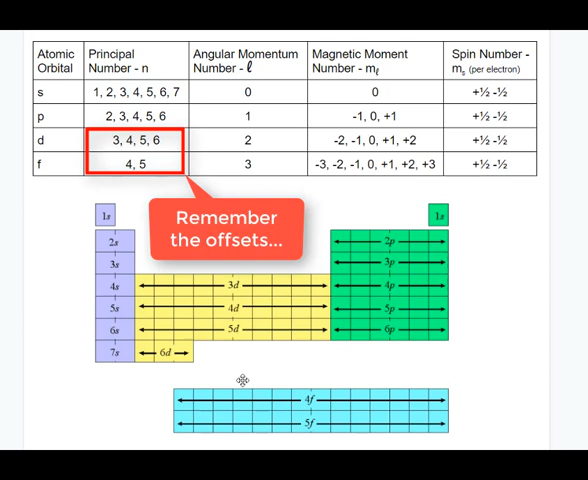 Atomic Orbital
Principal Number - n
Angular Momentum Number - ℓ
Magnetic Moment Number - mℓ
Spin Number - ms (per electron)
s 1, 2, 3, 4, 5, 6, 7 0 0 +½ -½
p 2, 3, 4, 5, 6 1 -1, 0, +1 +½ -½
d 3, 4, 5, 6 2 -2, -1, 0, +1, +2 +½ -½
f 4, 5 3 -3, -2, -1, 0, +1, +2, +3 +½ -½
Remember
the offsets...
1s 1s
2s 2p
3s 3p
4s 3d 4p
5s 4d 5p
6s 5d 6p
7s 6d
4f
5f